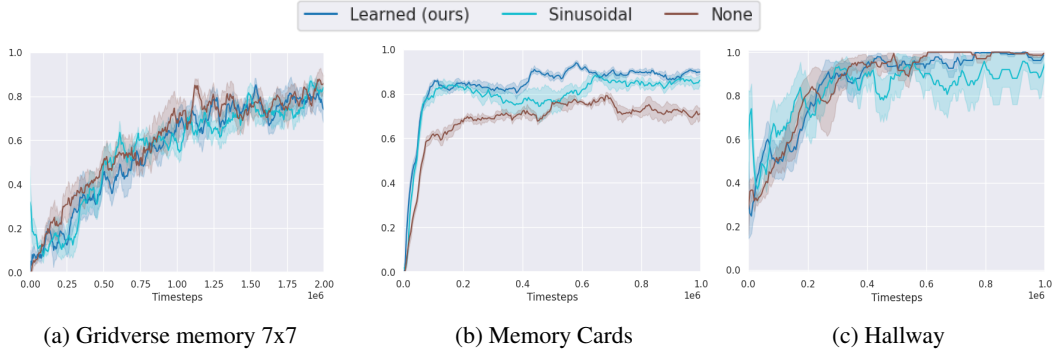 Learned (ours) Sinusoidal None
1.0 0.8 0.6 0.4 0.2 0.0
0.00 0.25 0.50 0.75 1.00 1.25 1.50 1.75 2.00
Timesteps 1e6
(a) Gridverse memory 7x7
1.0 0.8 0.6 0.4 0.2 0.0
0.0 0.2 0.4 0.6 0.8 1.0
Timesteps 1e6
(b) Memory Cards
1.0 0.8 0.6 0.4 0.2 0.0
0.0 0.2 0.4 0.6 0.8 1.0
Timesteps 1e6
(c) Hallway